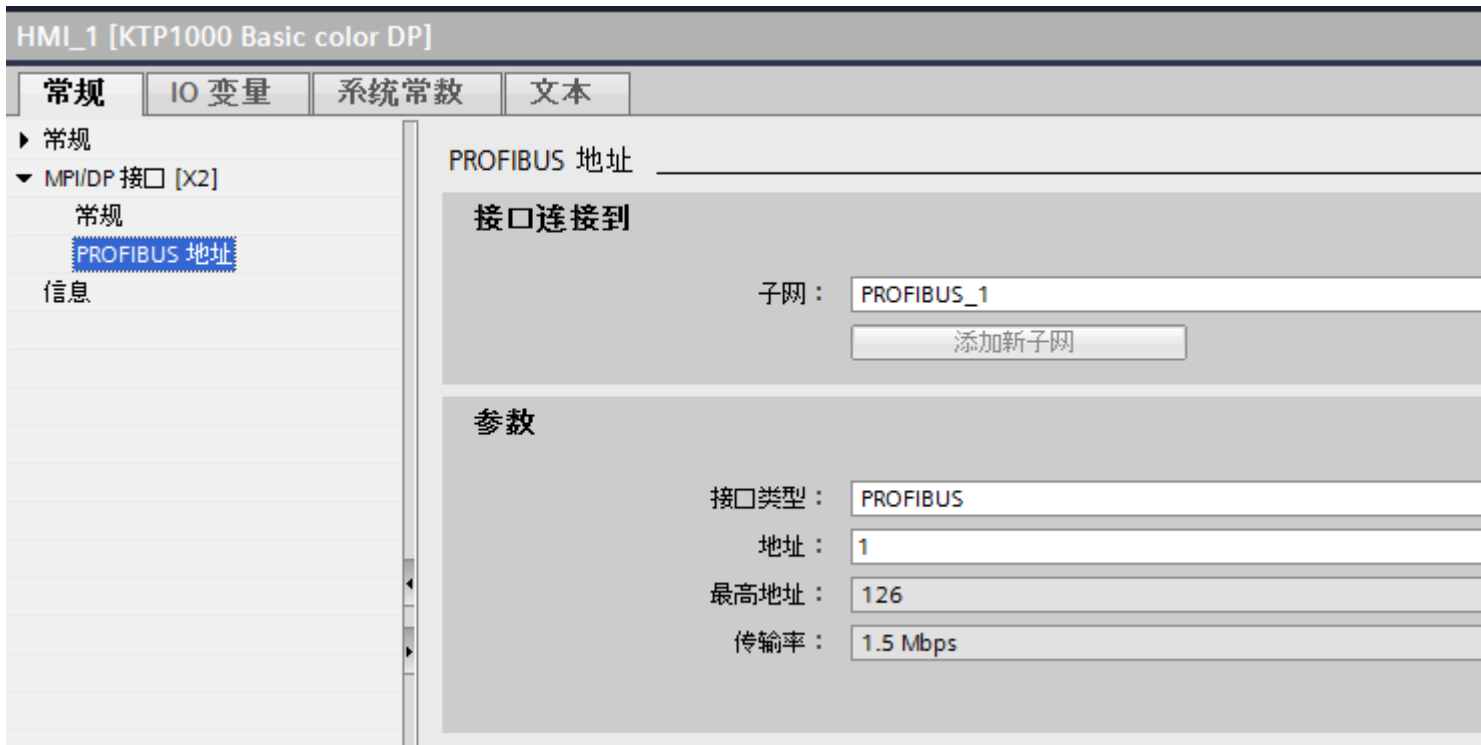 HMI_1 [KTP1000 Basic color DP]
常规 IO 变量 系统常数 文本
常规
MPI/DP 接口 [X2]
常规
PROFIBUS 地址
信息
PROFIBUS 地址
接口连接到
子网： PROFIBUS_1
添加新子网
参数
接口类型： PROFIBUS
地址： 1
最高地址： 126
传输率： 1.5 Mbps